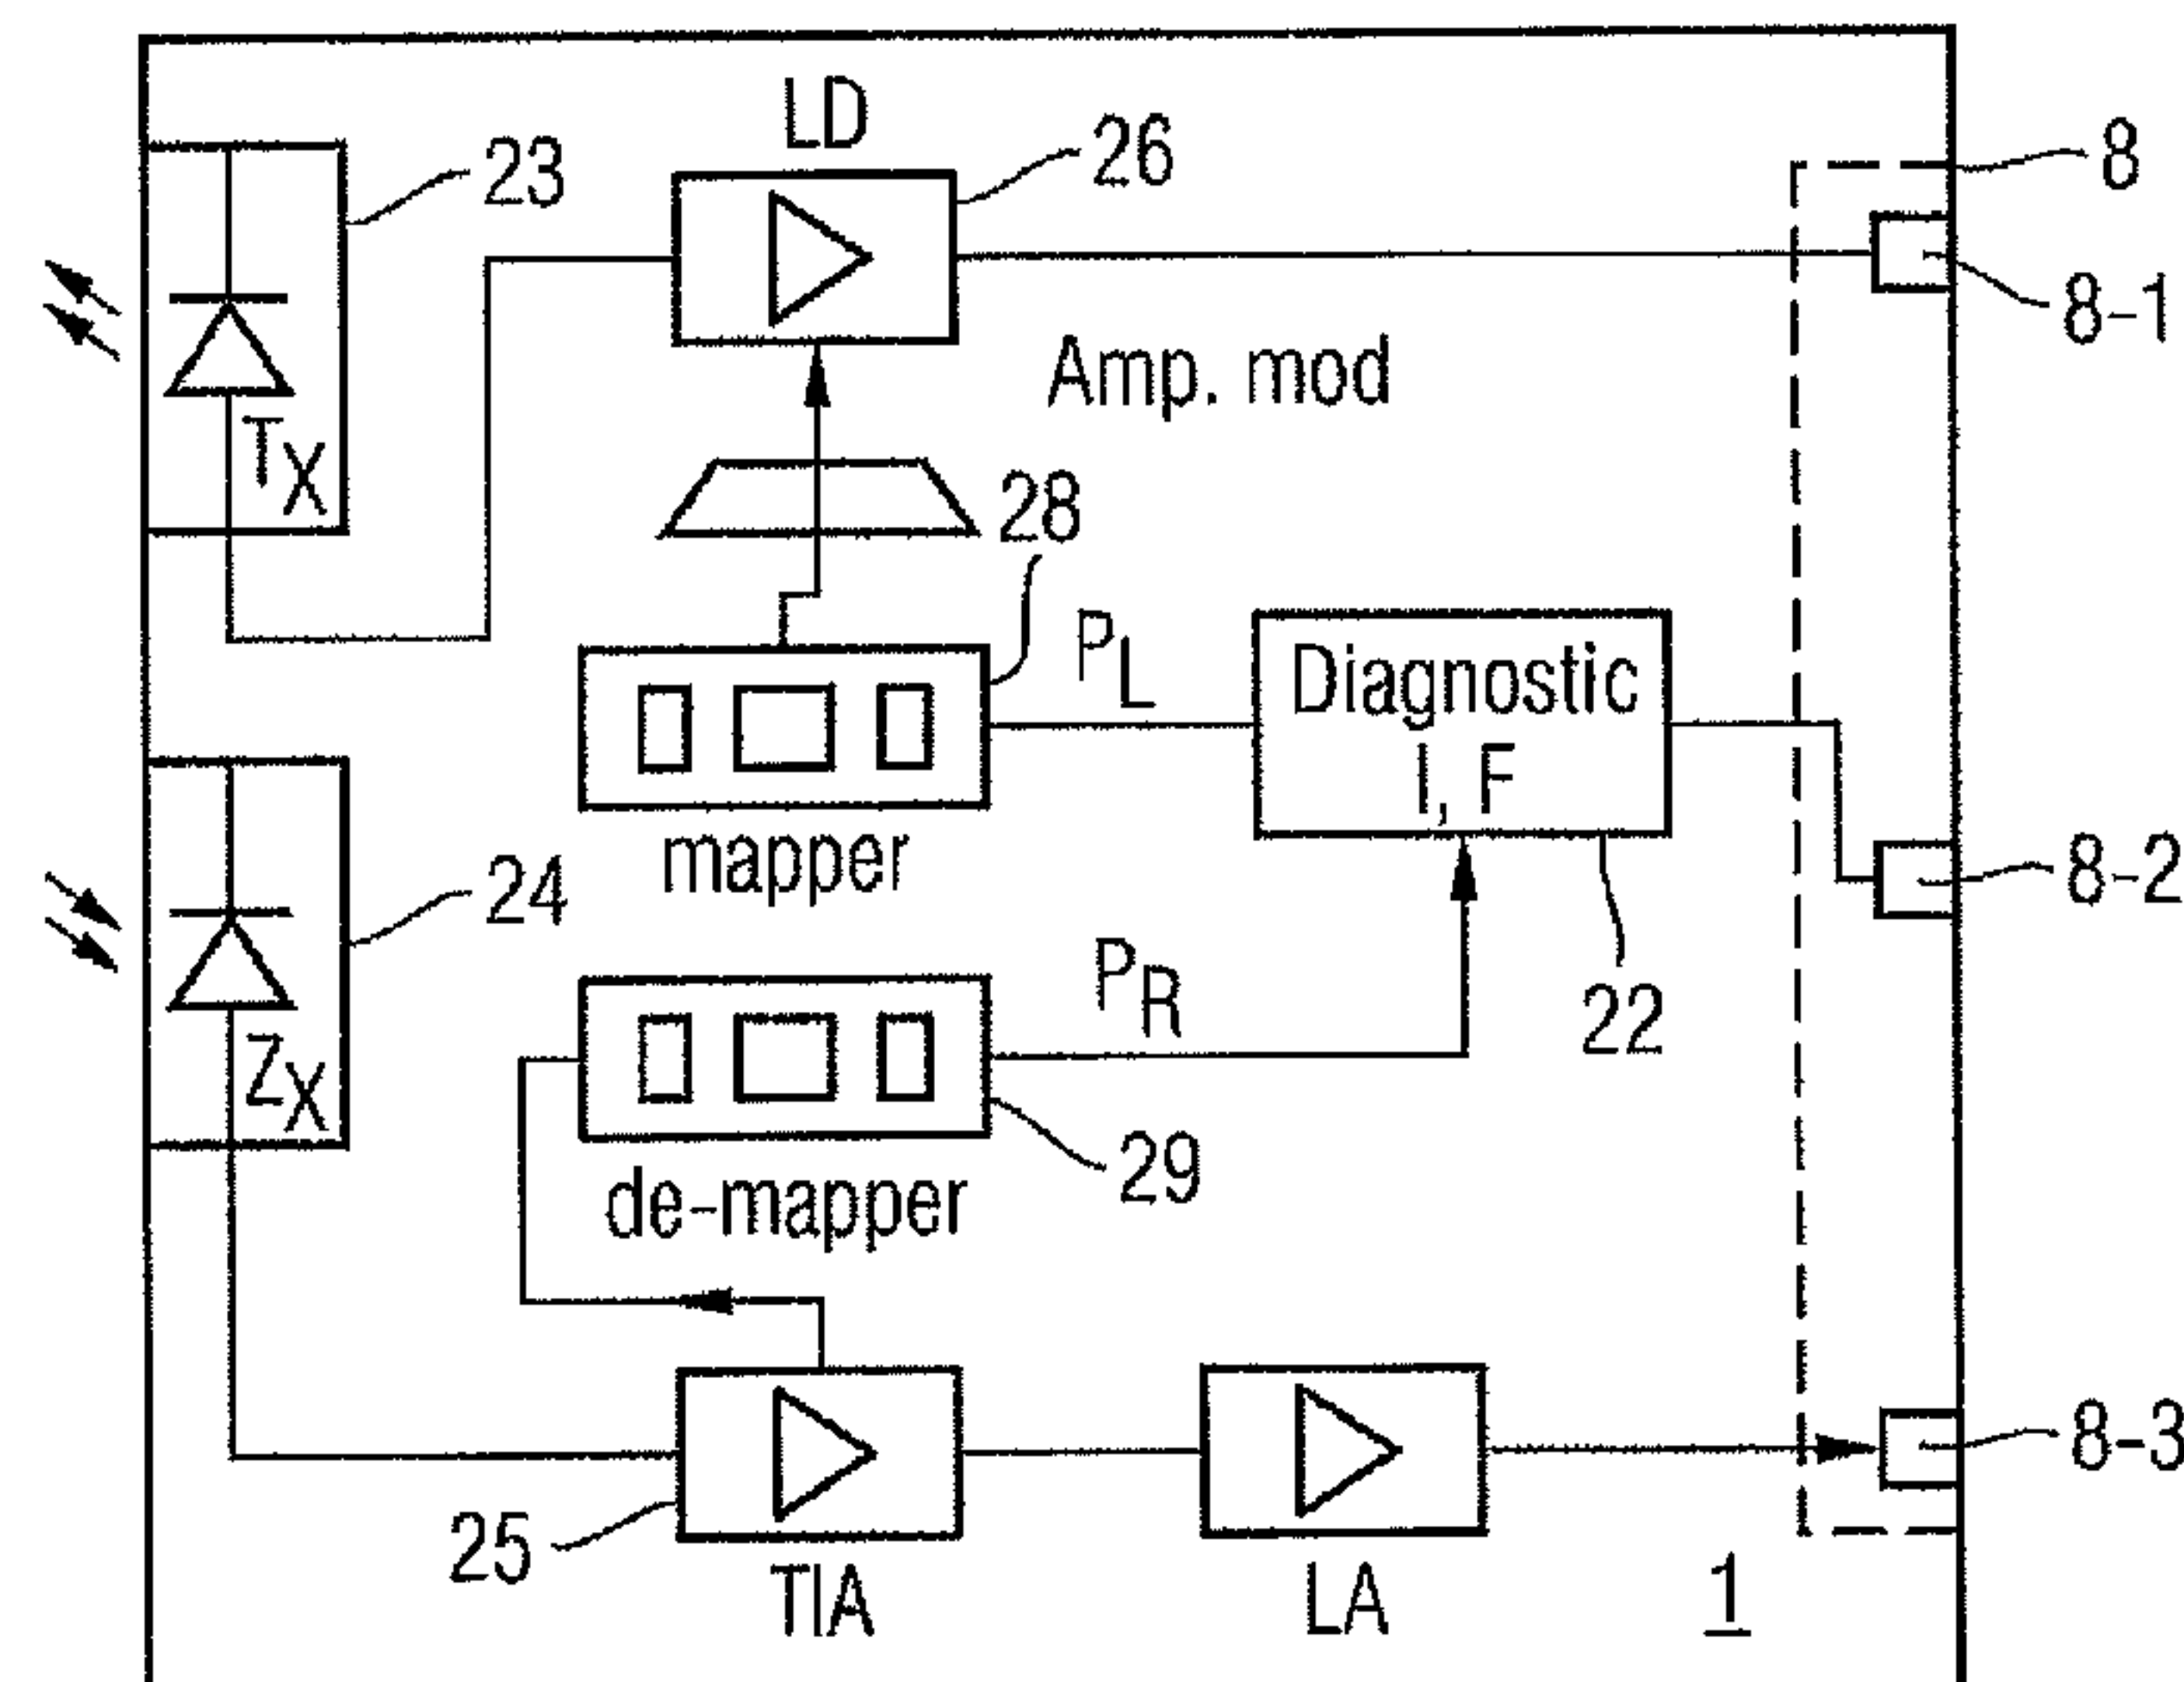 LD
23
26
8
8-1
Amp. mod
TX
28
PL
Diagnostic
I, F
mapper
24
8-2
PR
22
ZX
29
de-mapper
8-3
25
TIA
LA
1